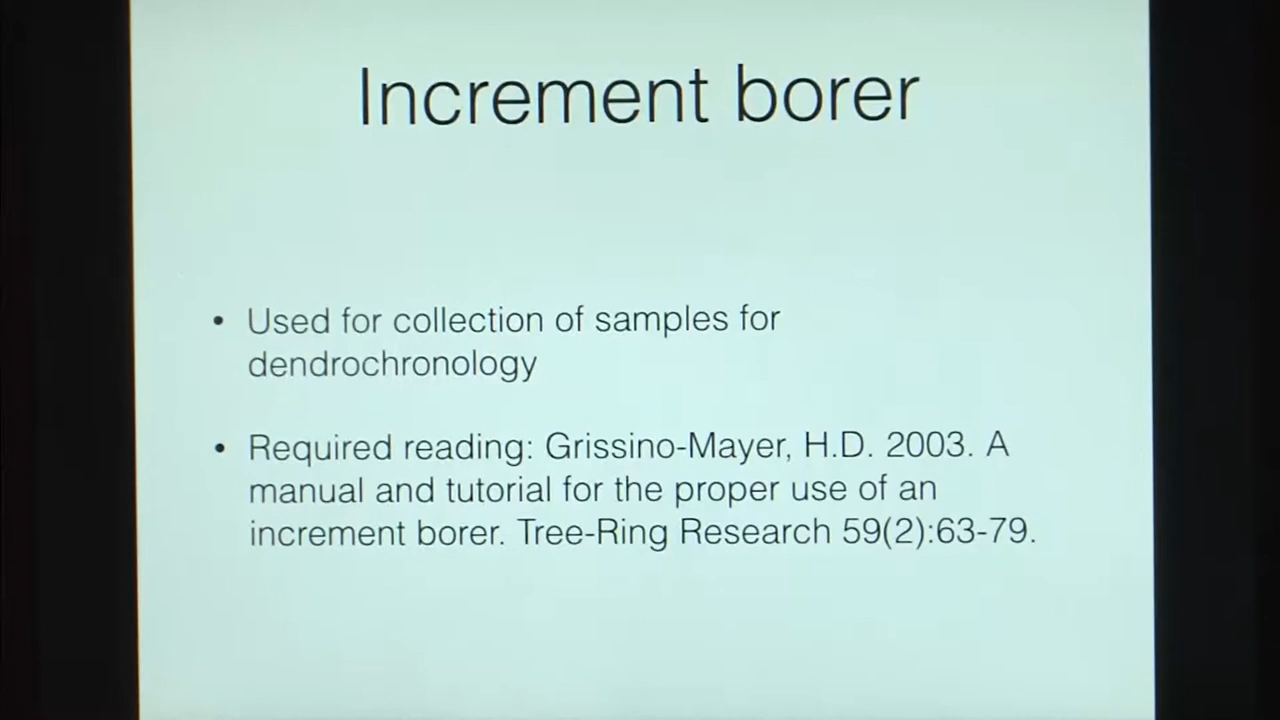 Increment borer
• Used for collection of samples for
dendrochronology
• Required reading: Grissino-Mayer, H.D. 2003. A
manual and tutorial for the proper use of an
increment borer. Tree-Ring Research 59(2):63-79.